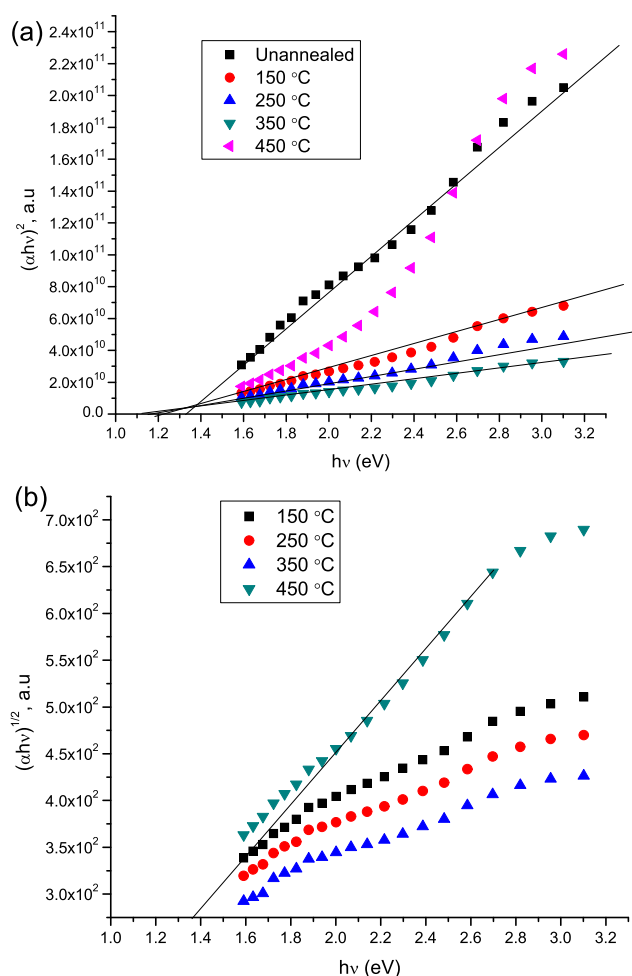 (a)
2.4x10¹¹
2.2x10¹¹
2.0x10¹¹
1.8x10¹¹
1.6x10¹¹
1.4x10¹¹
1.2x10¹¹
1.0x10¹¹
8.0x10¹⁰
6.0x10¹⁰
4.0x10¹⁰
2.0x10¹⁰
0.0
(αhν)², a.u
Unannealed
150 °C
250 °C
350 °C
450 °C
1.0 1.2 1.4 1.6 1.8 2.0 2.2 2.4 2.6 2.8 3.0 3.2
hν (eV)
(b)
7.0x10²
6.5x10²
6.0x10²
5.5x10²
5.0x10²
4.5x10²
4.0x10²
3.5x10²
3.0x10²
(αhν)¹/², a.u
150 °C
250 °C
350 °C
450 °C
1.0 1.2 1.4 1.6 1.8 2.0 2.2 2.4 2.6 2.8 3.0 3.2
hν (eV)